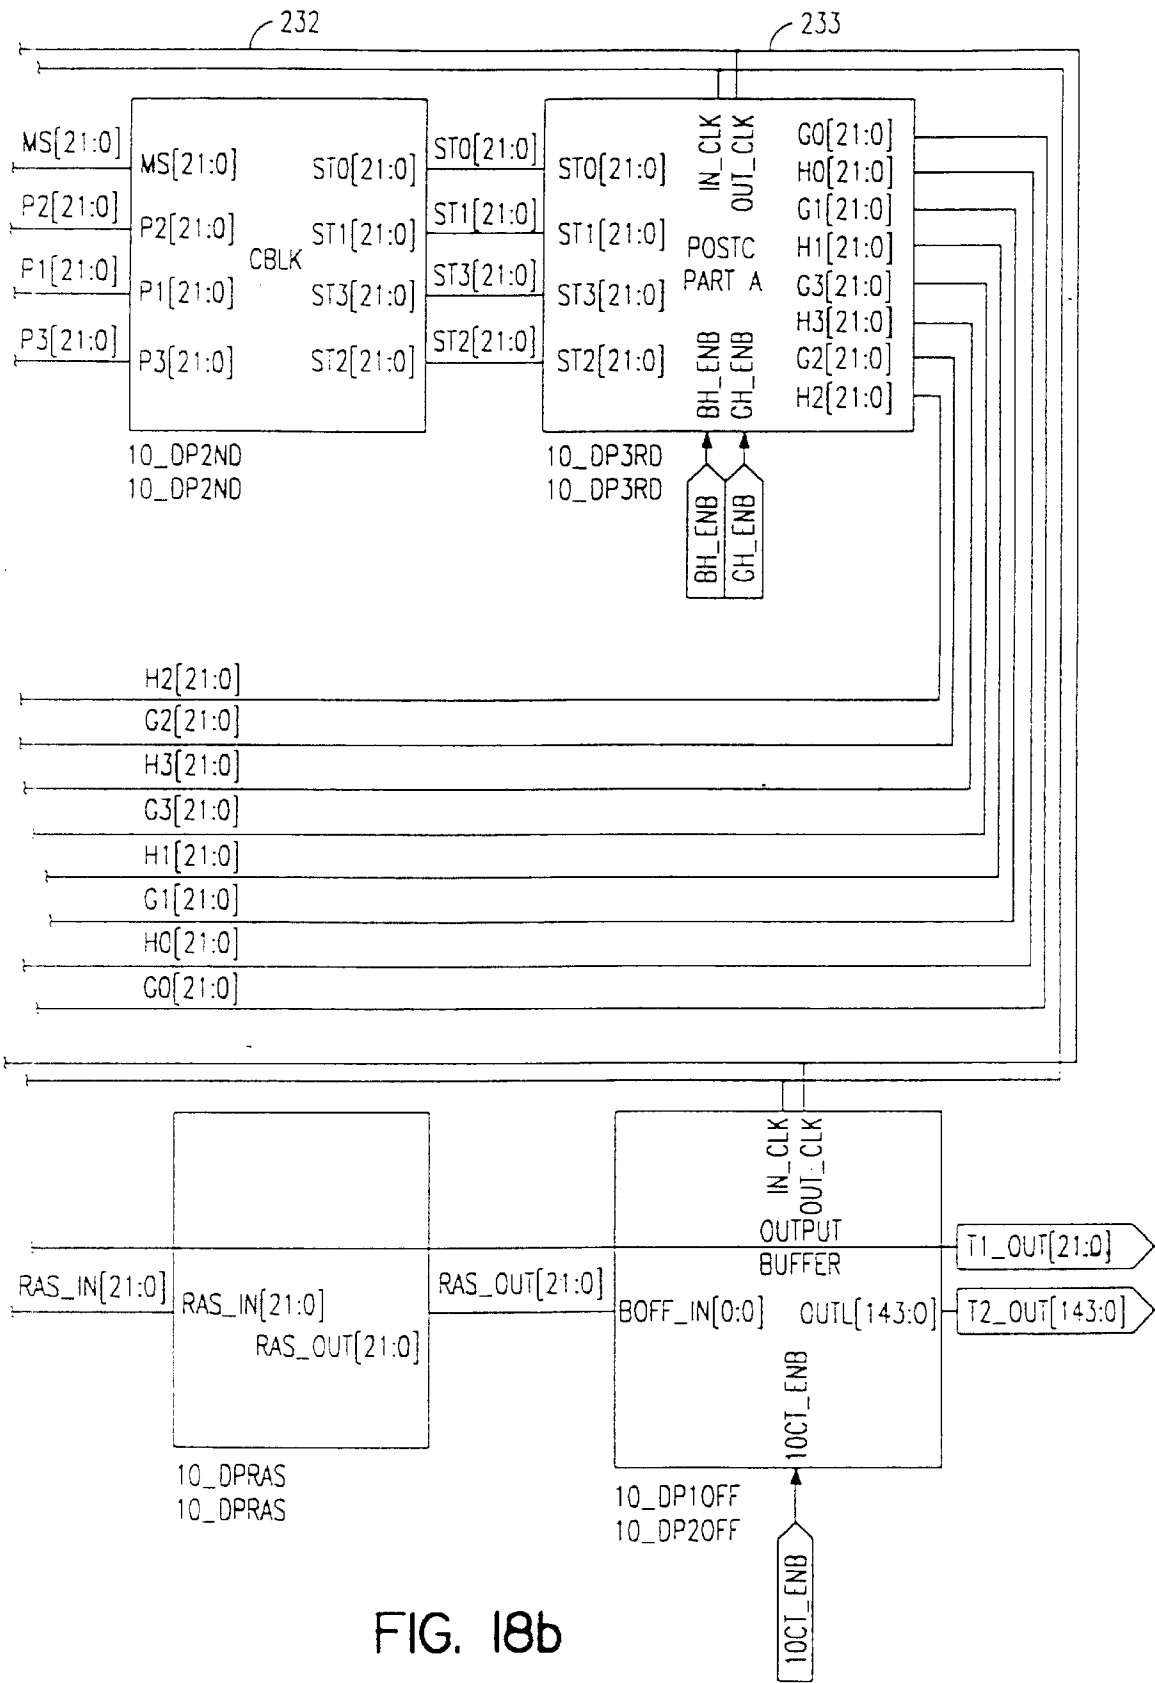 232
233
MS[21:0]
P2[21:0]
P1[21:0]
P3[21:0]
MS[21:0]
P2[21:0]
P1[21:0]
P3[21:0]
CBLK
ST0[21:0]
ST1[21:0]
ST3[21:0]
ST2[21:0]
10_DP2ND
10_DP2ND
ST0[21:0]
ST1[21:0]
ST3[21:0]
ST2[21:0]
ST0[21:0]
ST1[21:0]
ST3[21:0]
ST2[21:0]
IN_CLK
OUT_CLK
POSTC
PART A
BH_ENB
GH_ENB
G0[21:0]
H0[21:0]
G1[21:0]
H1[21:0]
G3[21:0]
H3[21:0]
G2[21:0]
H2[21:0]
10_DP3RD
10_DP3RD
BH_ENB
GH_ENB
H2[21:0]
G2[21:0]
H3[21:0]
G3[21:0]
H1[21:0]
G1[21:0]
H0[21:0]
G0[21:0]
RAS_IN[21:0]
RAS_IN[21:0]
RAS_OUT[21:0]
10_DPRAS
10_DPRAS
RAS_OUT[21:0]
IN_CLK
OUT_CLK
OUTPUT
BUFFER
BOFF_IN[0:0]
OUTL[143:0]
10CT_ENB
T1_OUT[21:0]
T2_OUT[143:0]
10_DP1OFF
10_DP2OFF
10CT_ENB
FIG. 18b